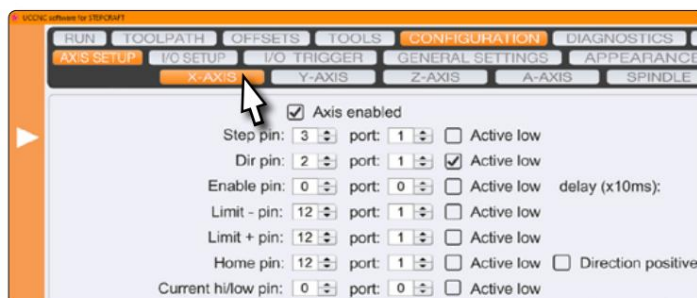 UCCNC software for STEPCRAFT
RUN TOOLPATH OFFSETS TOOLS CONFIGURATION DIAGNOSTICS
AXIS SETUP I/O SETUP I/O TRIGGER GENERAL SETTINGS APPEARANCE
X-AXIS Y-AXIS Z-AXIS A-AXIS SPINDLE
Axis enabled
Step pin: 3 port: 1 Active low
Dir pin: 2 port: 1 Active low
Enable pin: 0 port: 0 Active low delay (x10ms):
Limit - pin: 12 port: 1 Active low
Limit + pin: 12 port: 1 Active low
Home pin: 12 port: 1 Active low Direction positive
Current hi/low pin: 0 port: 0 Active low